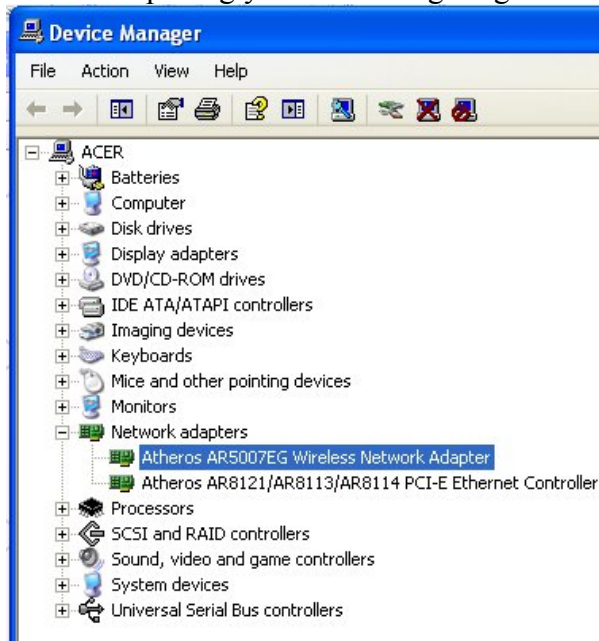 Device Manager
File Action View Help
ACER
Batteries
Computer
Disk drives
Display adapters
DVD/CD-ROM drives
IDE ATA/ATAPI controllers
Imaging devices
Keyboards
Mice and other pointing devices
Monitors
Network adapters
Atheros AR5007EG Wireless Network Adapter
Atheros AR8121/AR8113/AR8114 PCI-E Ethernet Controller
Processors
SCSI and RAID controllers
Sound, video and game controllers
System devices
Universal Serial Bus controllers